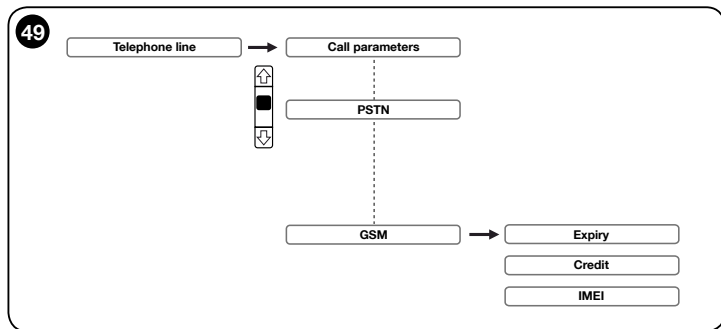 49
Telephone line
Call parameters
PSTN
GSM
Expiry
Credit
IMEI